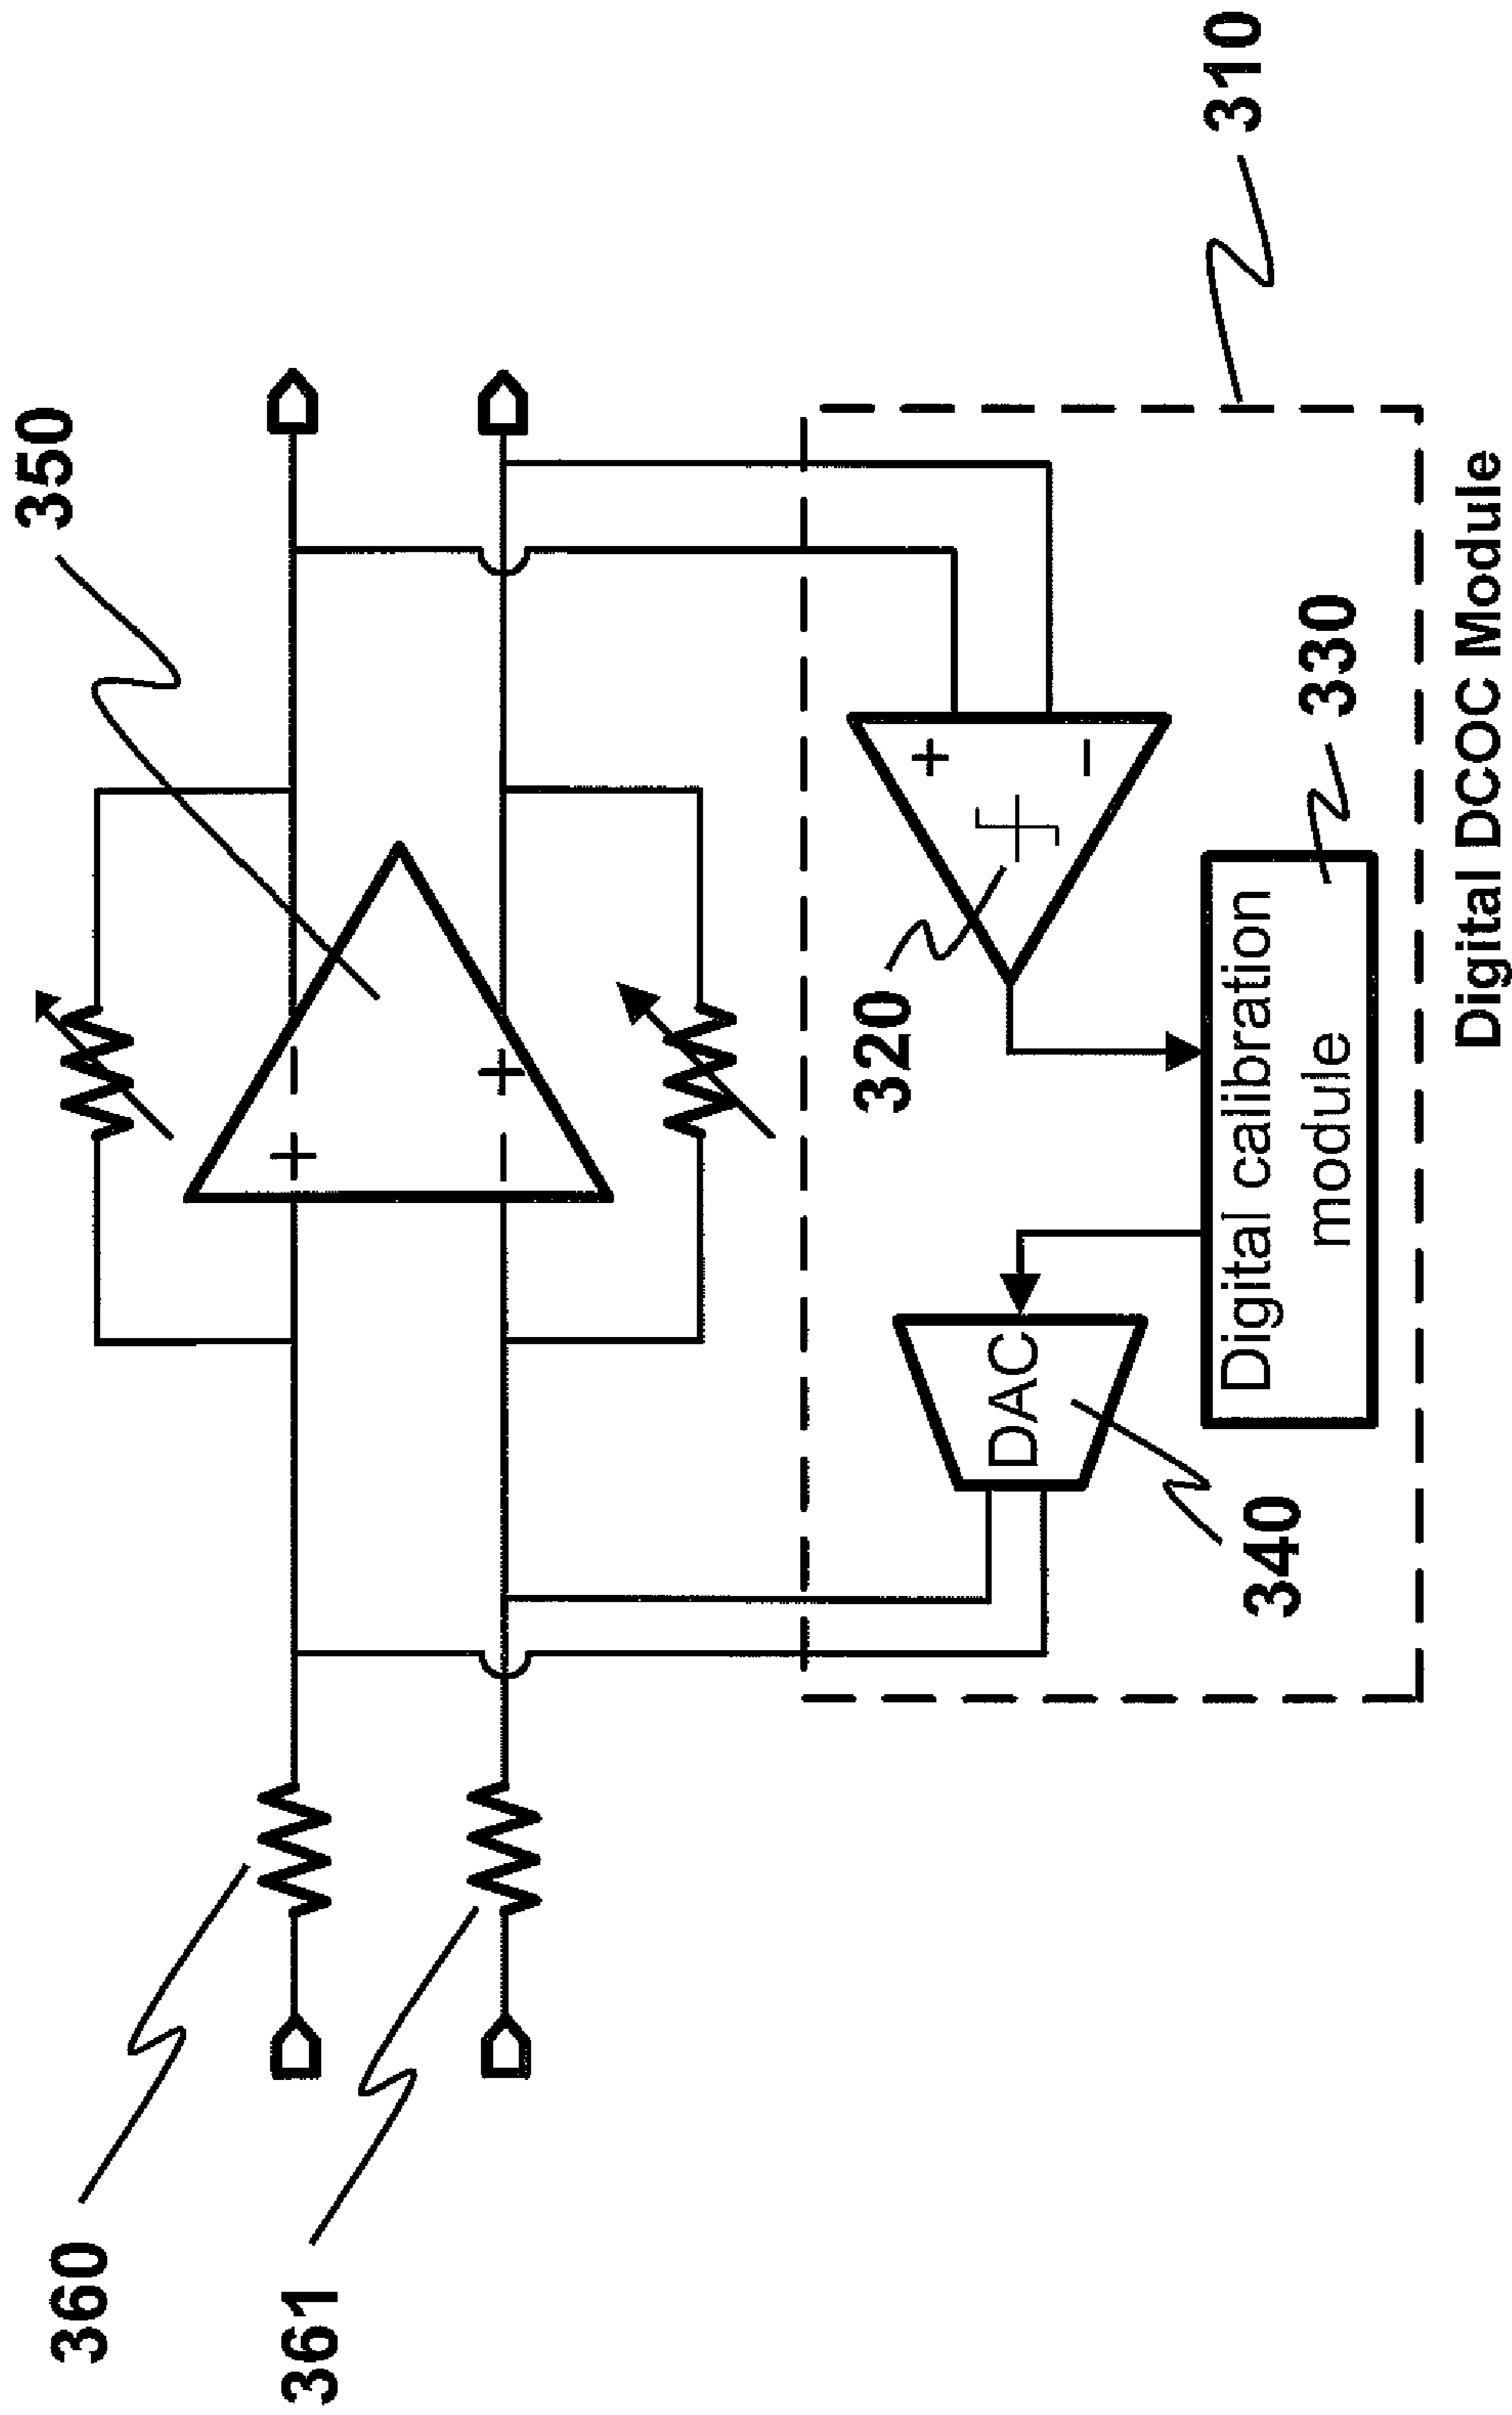 350
360
361
+ −
− +
320
+
−
310
DAC
Digital calibration
module
330
340
Digital DCOC Module